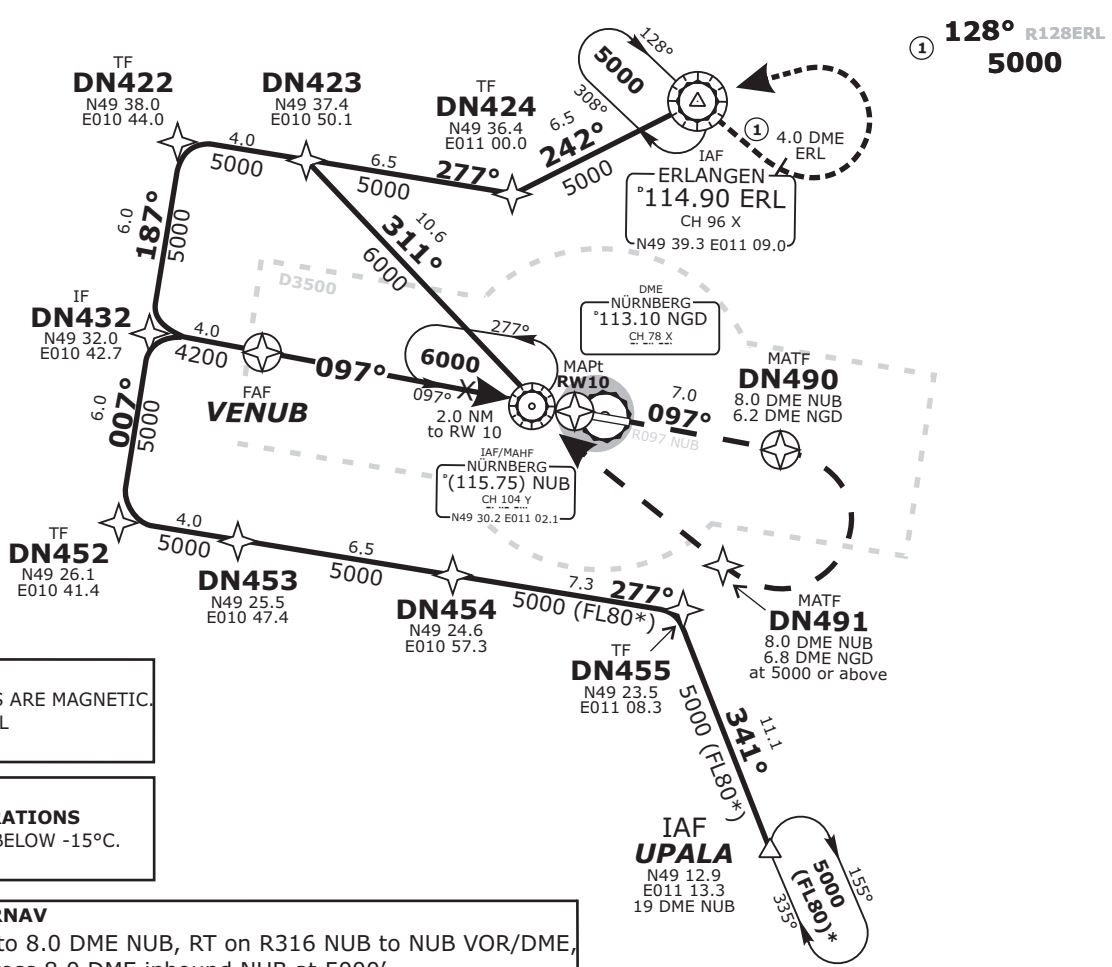 128° R128ERL
1
5000
TF
DN422
N49 38.0
E010 44.0
DN423
N49 37.4
E010 50.1
TF
DN424
N49 36.4
E011 00.0
128°
5000
308°
1
4.0 DME
ERL
IAF
ERLANGEN
D114.90 ERL
CH 96 X
N49 39.3 E011 09.0
4.0
5000
6.5
5000
277°
6.5
242°
5000
10.6
311°
6000
6.0
187°
5000
D3500
DME
NÜRNBERG
D113.10 NGD
CH 78 X
IF
DN432
N49 32.0
E010 42.7
4.0
4200
FAF
VENUB
097°
277°
6000
097°
X
2.0 NM
to RW 10
MAPt
RW10
7.0
097°
R097 NUB
MATF
DN490
8.0 DME NUB
6.2 DME NGD
IAF/MAHF
NÜRNBERG
D(115.75) NUB
CH 104 Y
N49 30.2 E011 02.1
6.0
007°
5000
TF
DN452
N49 26.1
E010 41.4
4.0
5000
DN453
N49 25.5
E010 47.4
6.5
5000
DN454
N49 24.6
E010 57.3
7.3
277°
5000 (FL80*)
TF
DN455
N49 23.5
E011 08.3
MATF
DN491
8.0 DME NUB
6.8 DME NGD
at 5000 or above
11.1
341°
5000 (FL80*)
IAF
UPALA
N49 12.9
E011 13.3
19 DME NUB
155°
5000
(FL80)*
335°
S ARE MAGNETIC.
L
RATIONS
BELOW -15°C.
RNAV
to 8.0 DME NUB, RT on R316 NUB to NUB VOR/DME,
8.0 DME inbound NUB at 5000'